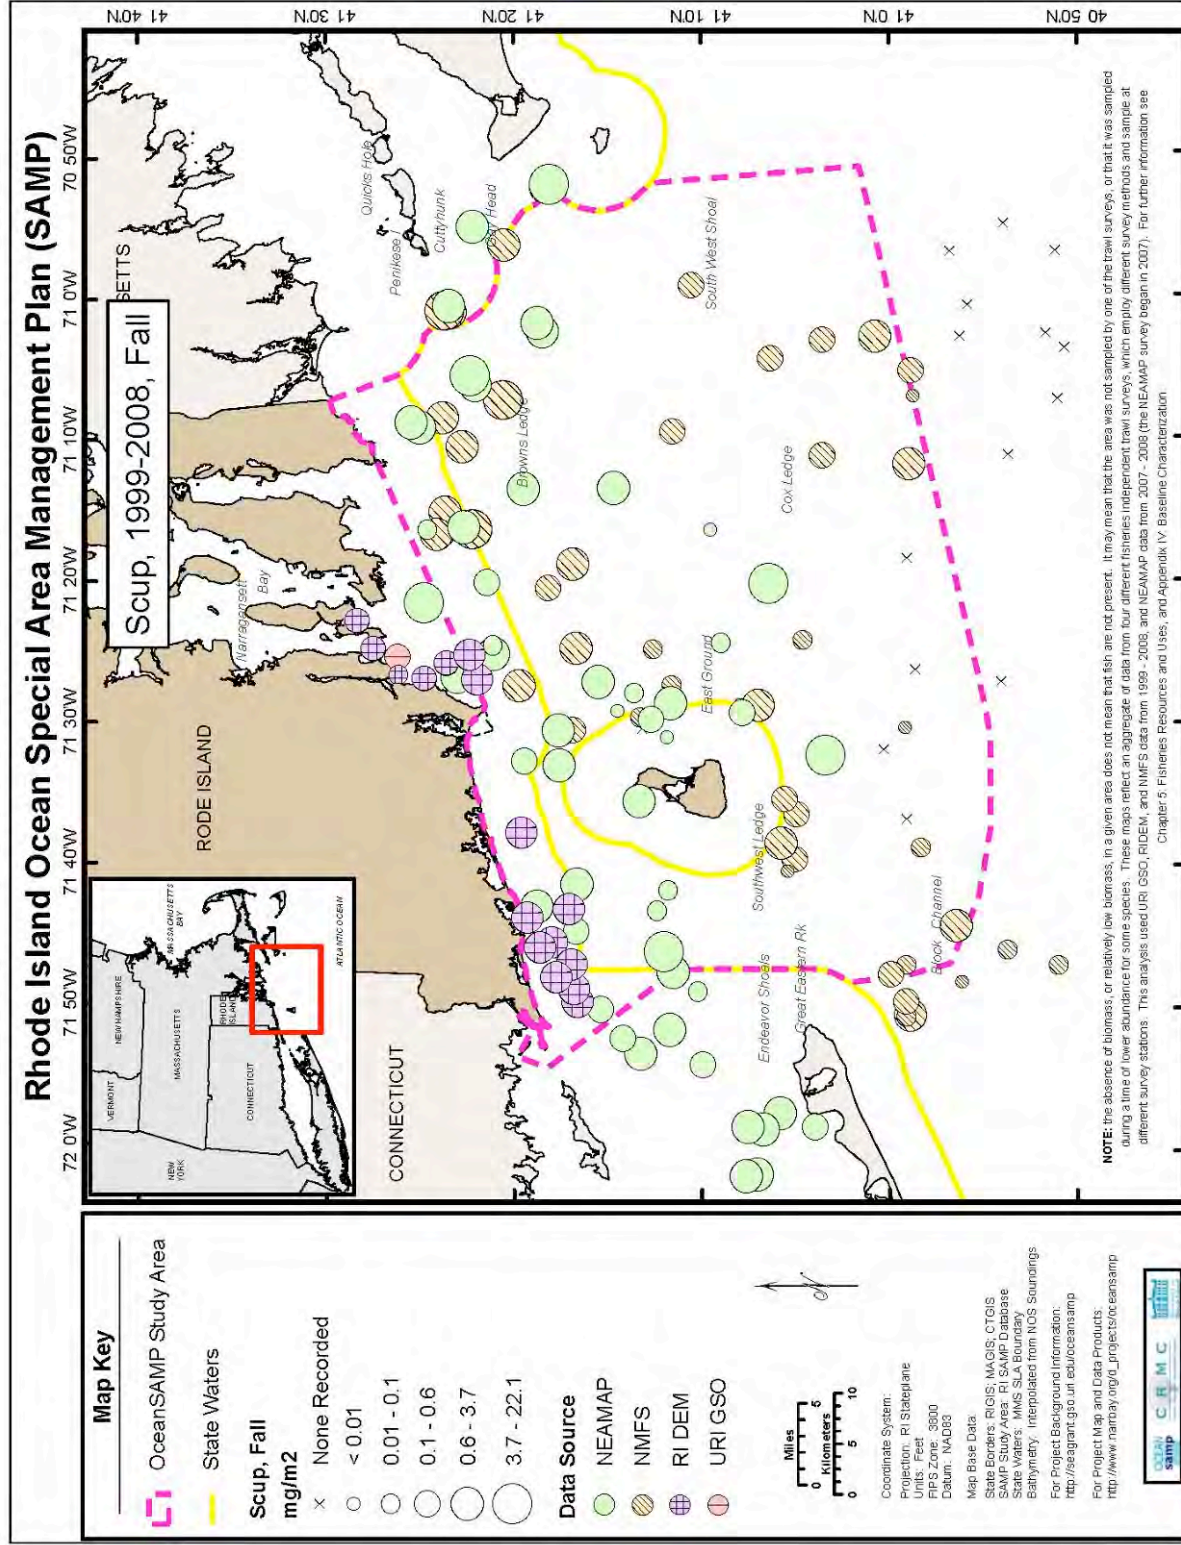 Rhode Island Ocean Special Area Management Plan (SAMP)
72 0'W
71 50'W
71 40'W
71 30'W
71 20'W
71 10'W
71 0'W
70 50'W
41 40'N
41 30'N
41 20'N
41 10'N
41 0'N
40 50'N
Scup, 1999-2008, Fall
SETTS
RODE ISLAND
CONNECTICUT
Narragansett
Bay
Penikese I
Cuttyhunk
Quicks Hole
Gay Head
Browns Ledge
South West Shoal
Cox Ledge
East Ground
Southwest Ledge
Endeavor Shoals
Great Eastern Rk
Block Channel
VERMONT
NEW HAMPSHIRE
MASSACHUSETTS
MASSACHUSETTS
BAY
NEW
YORK
CONNECTICUT
RHODE
ISLAND
ATLANTIC OCEAN
Map Key
OceanSAMP Study Area
State Waters
Scup, Fall
mg/m2
None Recorded
< 0.01
0.01 - 0.1
0.1 - 0.6
0.6 - 3.7
3.7 - 22.1
Data Source
NEAMAP
NMFS
RI DEM
URI GSO
Miles
0 5
Kilometers
0 5 10
Coordinate System:
Projection: RI Stateplane
Units: Feet
FIPS Zone: 3800
Datum: NAD83
Map Base Data:
State Borders: RIGIS; MAGIS; CTGIS
SAMP Study Area: RI SAMP Database
State Waters: MMS SLA Boundary
Bathymetry: Interpolated from NOS Soundings
For Project Background Information:
http://seagrant.gso.uri.edu/oceansamp
For Project Map and Data Products:
http://www.narrbay.org/d_projects/oceansamp
OCEAN
samp
C R M C
NOTE: the absence of biomass, or relatively low biomass, in a given area does not mean that fish are not present. It may mean that the area was not sampled by one of the trawl surveys, or that it was sampled
during a time of lower abundance for some species. These maps reflect an aggregate of data from four different fisheries independent trawl surveys, which employ different survey methods and sample at
different survey stations. This analysis used URI GSO, RIDEM, and NMFS data from 1999 - 2008, and NEAMAP data from 2007 - 2008 (the NEAMAP survey began in 2007). For further information see
Chapter 5: Fisheries Resources and Uses, and Appendix IV: Baseline Characterization